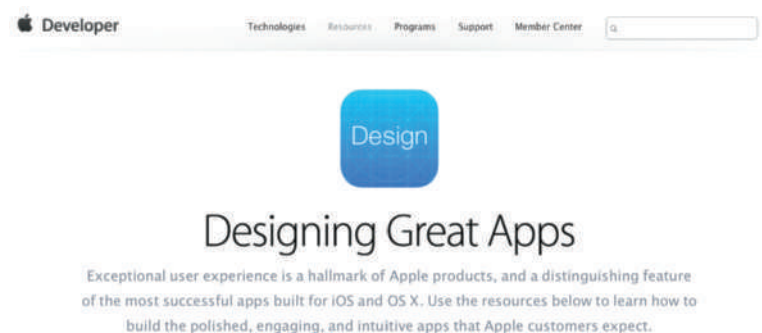 Developer
Technologies Resources Programs Support Member Center
Design
Designing Great Apps
Exceptional user experience is a hallmark of Apple products, and a distinguishing feature
of the most successful apps built for iOS and OS X. Use the resources below to learn how to
build the polished, engaging, and intuitive apps that Apple customers expect.